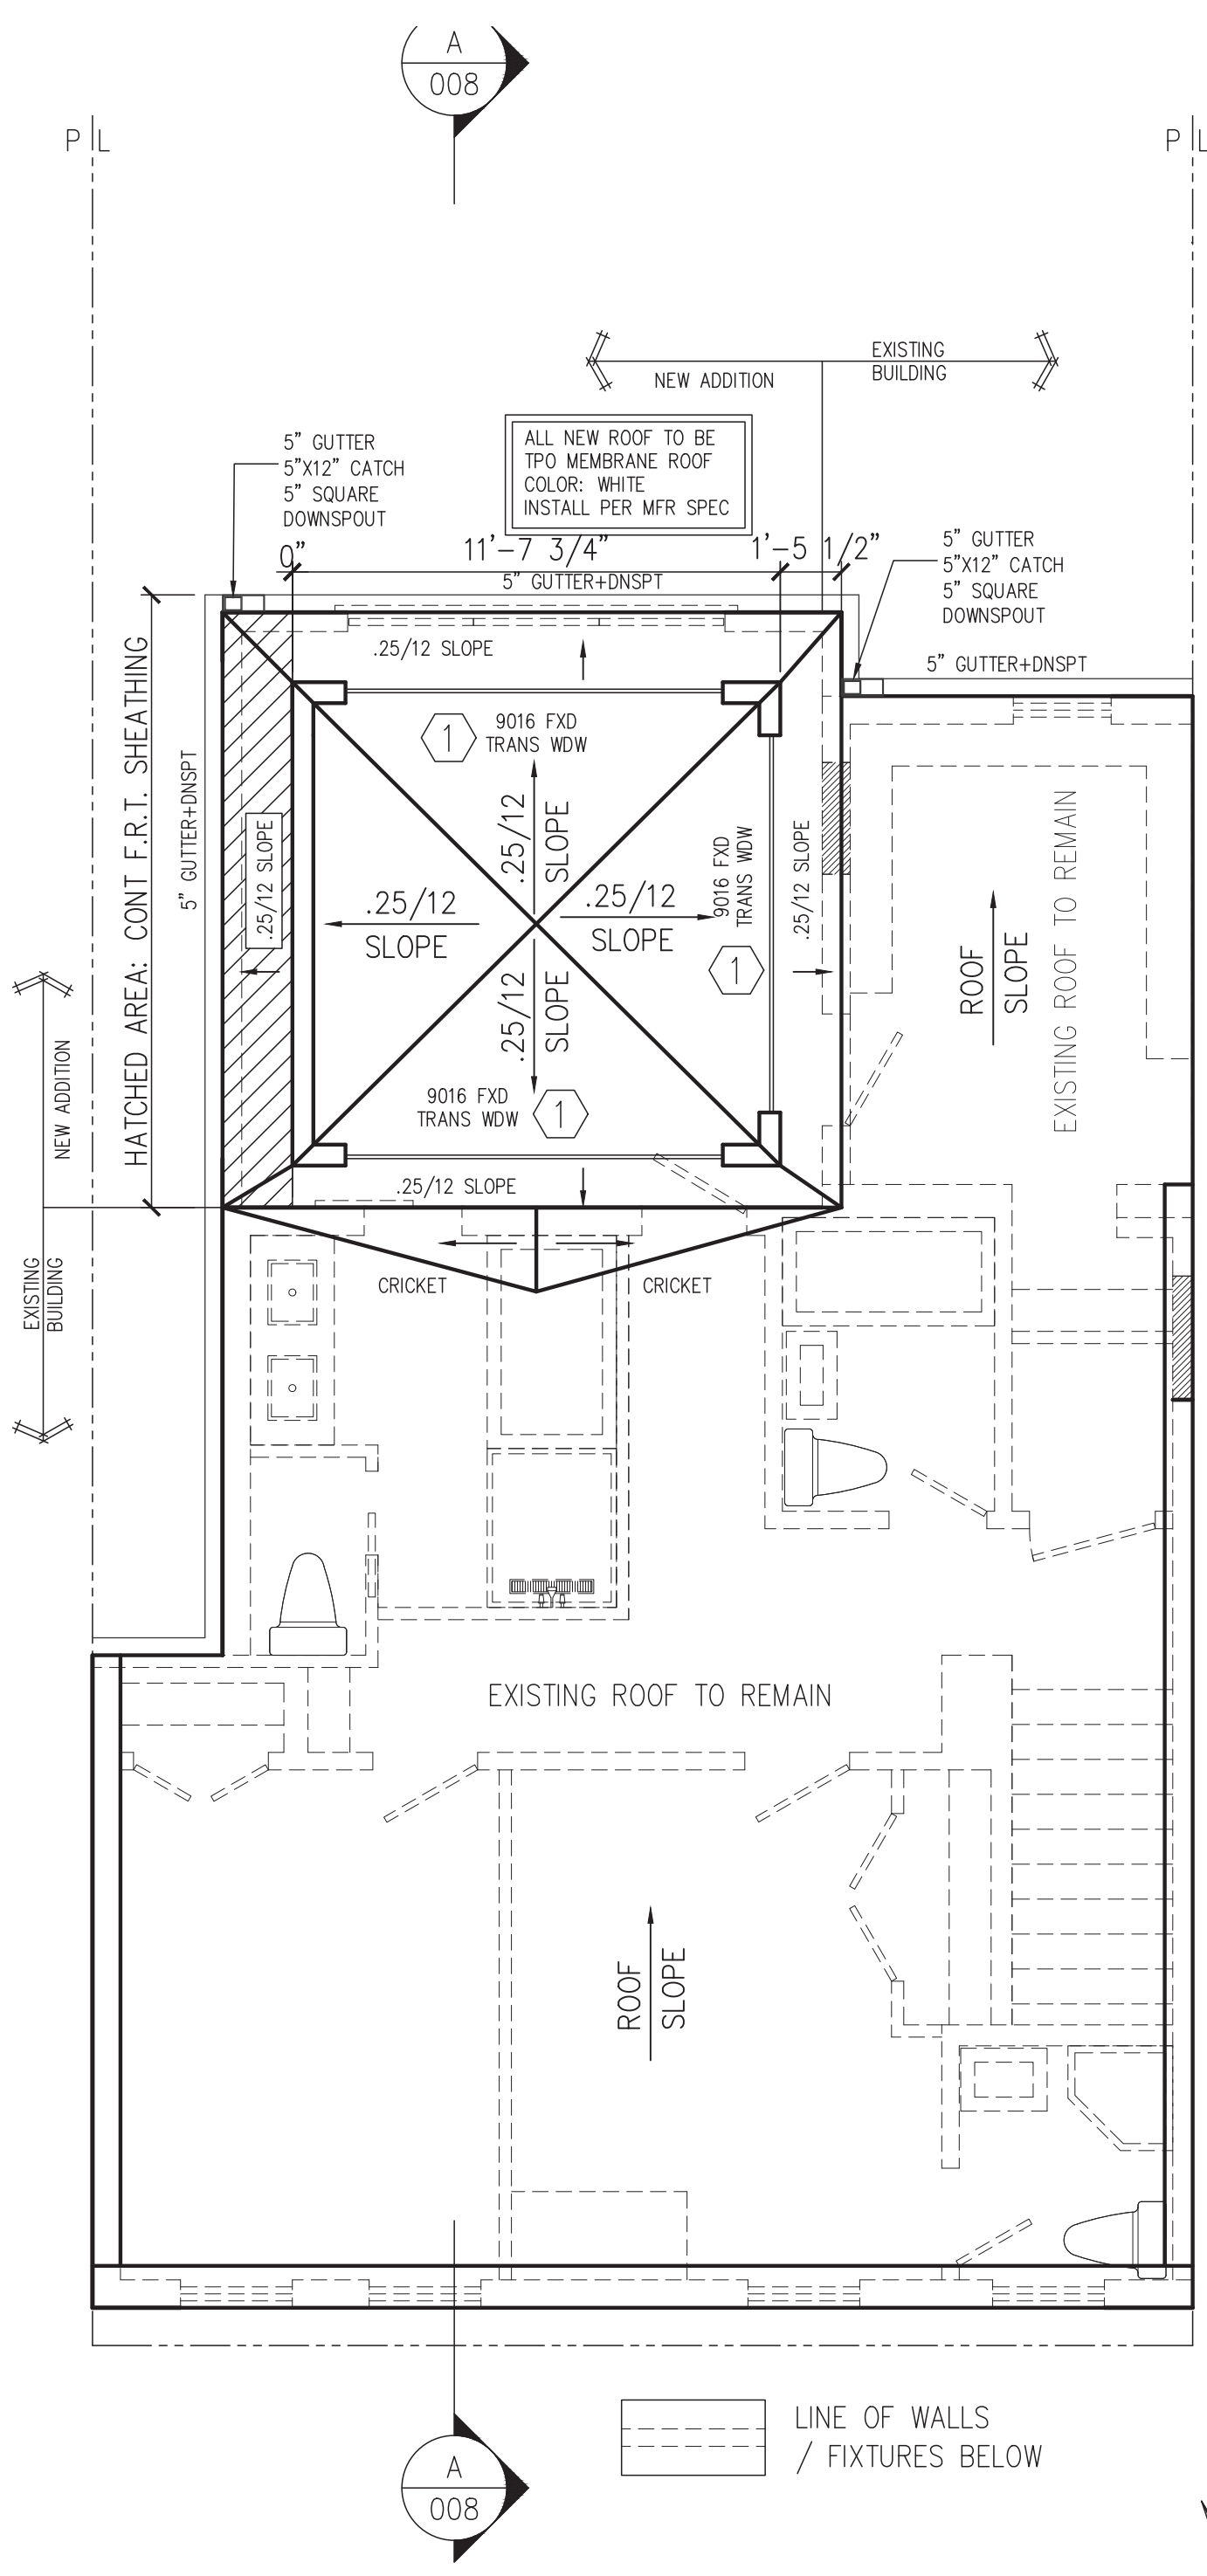 A
008
P L
P L
EXISTING
BUILDING
NEW ADDITION
5" GUTTER
5"X12" CATCH
5" SQUARE
DOWNSPOUT
ALL NEW ROOF TO BE
TPO MEMBRANE ROOF
COLOR: WHITE
INSTALL PER MFR SPEC
0"
11'-7 3/4"
1'-5 1/2"
5" GUTTER+DNSPT
5" GUTTER
5"X12" CATCH
5" SQUARE
DOWNSPOUT
5" GUTTER+DNSPT
HATCHED AREA: CONT F.R.T. SHEATHING
5" GUTTER+DNSPT
.25/12 SLOPE
.25/12 SLOPE
1
9016 FXD
TRANS WDW
.25/12
SLOPE
.25/12
SLOPE
.25/12
SLOPE
.25/12
SLOPE
9016 FXD
TRANS WDW
1
.25/12 SLOPE
9016 FXD
TRANS WDW
1
.25/12 SLOPE
ROOF
SLOPE
EXISTING ROOF TO REMAIN
NEW ADDITION
EXISTING
BUILDING
CRICKET
CRICKET
EXISTING ROOF TO REMAIN
ROOF
SLOPE
LINE OF WALLS
/ FIXTURES BELOW
A
008